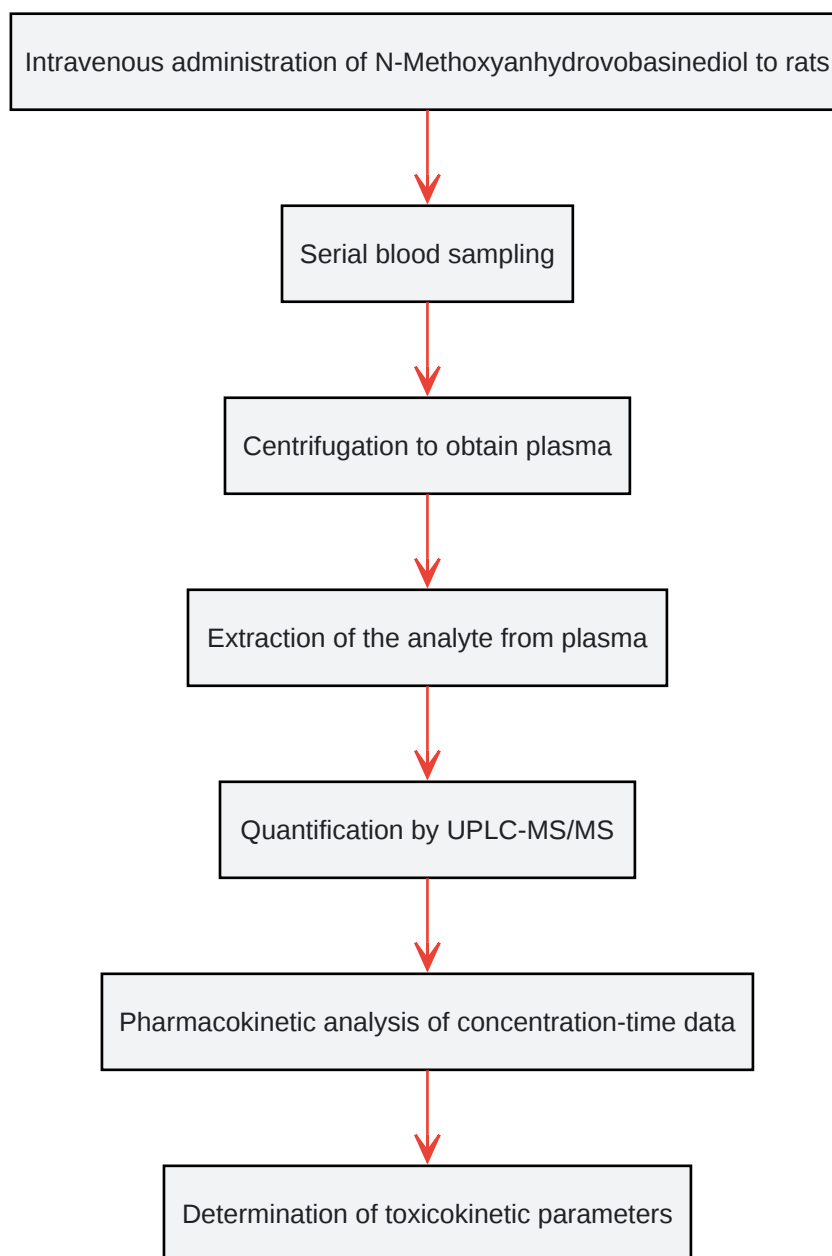 Intravenous administration of N-Methoxyanhydrovobasinediol to rats
Serial blood sampling
Centrifugation to obtain plasma
Extraction of the analyte from plasma
Quantification by UPLC-MS/MS
Pharmacokinetic analysis of concentration-time data
Determination of toxicokinetic parameters